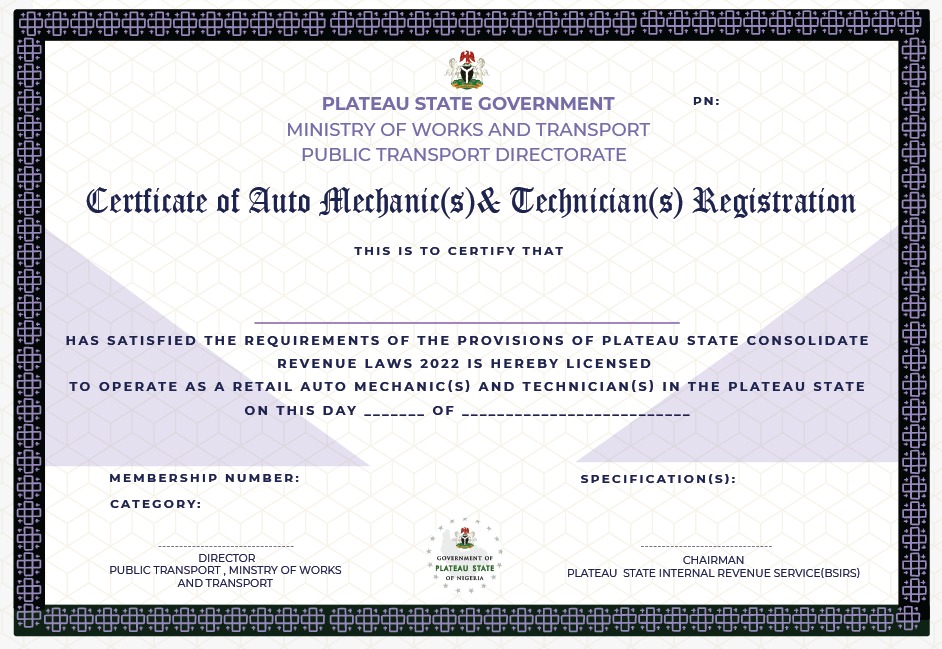 PLATEAU STATE GOVERNMENT
PN:
MINISTRY OF WORKS AND TRANSPORT
PUBLIC TRANSPORT DIRECTORATE
Certficate of Auto Mechanic(s)& Technician(s) Registration
THIS IS TO CERTIFY THAT
HAS SATISFIED THE REQUIREMENTS OF THE PROVISIONS OF PLATEAU STATE CONSOLIDATE
REVENUE LAWS 2022 IS HEREBY LICENSED
TO OPERATE AS A RETAIL AUTO MECHANIC(S) AND TECHNICIAN(S) IN THE PLATEAU STATE
ON THIS DAY _______ OF __________________________
MEMBERSHIP NUMBER:
SPECIFICATION(S):
CATEGORY:
DIRECTOR
PUBLIC TRANSPORT , MINSTRY OF WORKS
AND TRANSPORT
GOVERNMENT OF
PLATEAU STATE
OF NIGERIA
CHAIRMAN
PLATEAU STATE INTERNAL REVENUE SERVICE(BSIRS)